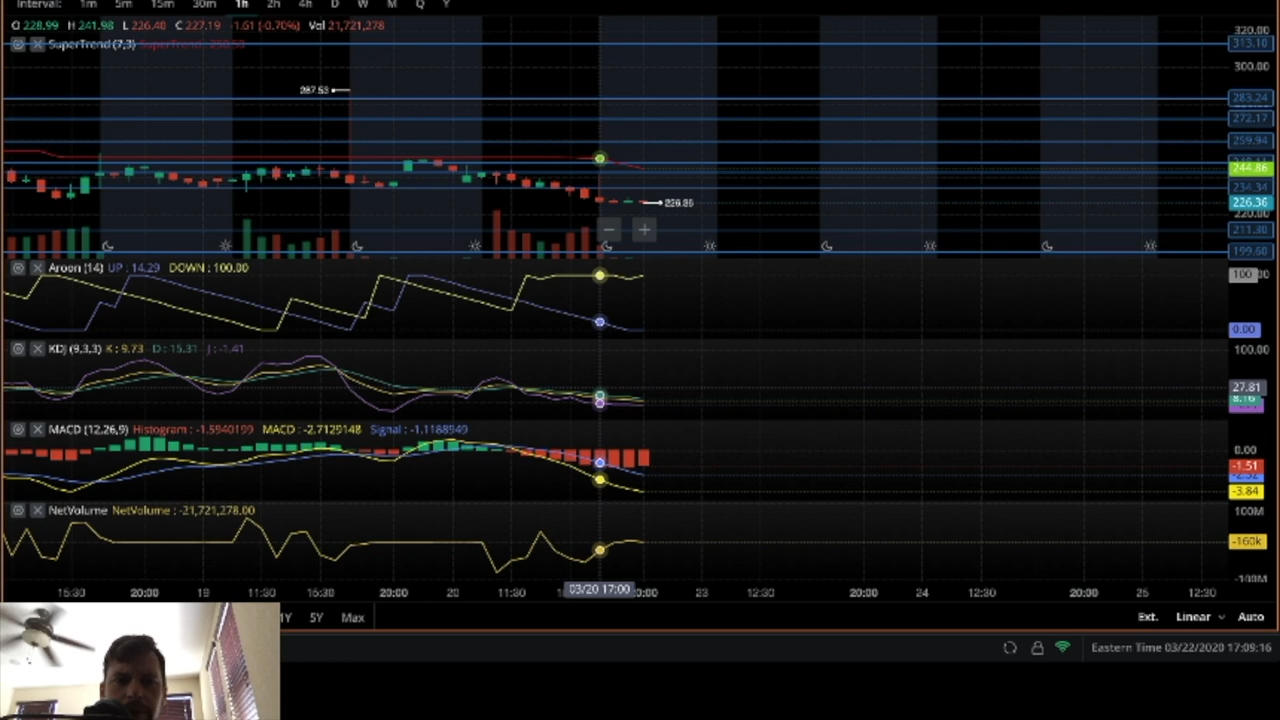 Interval: 1m 5m 15m 30m 1h 2h 4h D W M Q Y
O 228.99 H 241.98 L 226.40 C 227.19 -1.61 (-0.70%) Vol 21,721,278
SuperTrend (7,3) SuperTrend : 250.50
320.00
313.10
300.00
287.53
283.24
272.17
259.94
244.86
234.34
226.86
226.36
220.00
211.30
199.60
Aroon (14) UP : 14.29 DOWN : 100.00
100
0.00
KDJ (9,3,3) K : 9.73 D : 15.31 J : -1.41
100.00
27.81
8.16
MACD (12,26,9) Histogram : -1.5940199 MACD : -2.7129148 Signal : -1.1188949
0.00
-1.51
-3.84
NetVolume NetVolume : -21,721,278.00
100M
-160k
-100M
15:30 20:00 19 11:30 16:30 20:00 20 11:30 03/20 17:00 23 12:30 20:00 24 12:30 20:00 25 12:30
1Y 5Y Max Ext. Linear Auto
Eastern Time 03/22/2020 17:09:16